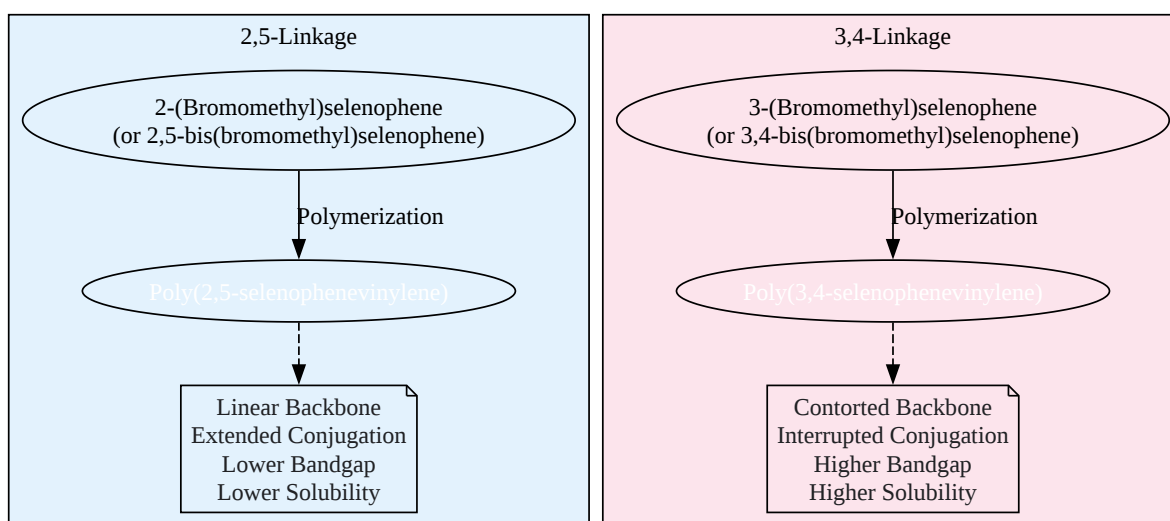 2,5-Linkage
2-(Bromomethyl)selenophene
(or 2,5-bis(bromomethyl)selenophene)
Polymerization
Poly(2,5-selenophenevinylene)
Linear Backbone
Extended Conjugation
Lower Bandgap
Lower Solubility
3,4-Linkage
3-(Bromomethyl)selenophene
(or 3,4-bis(bromomethyl)selenophene)
Polymerization
Poly(3,4-selenophenevinylene)
Contorted Backbone
Interrupted Conjugation
Higher Bandgap
Higher Solubility